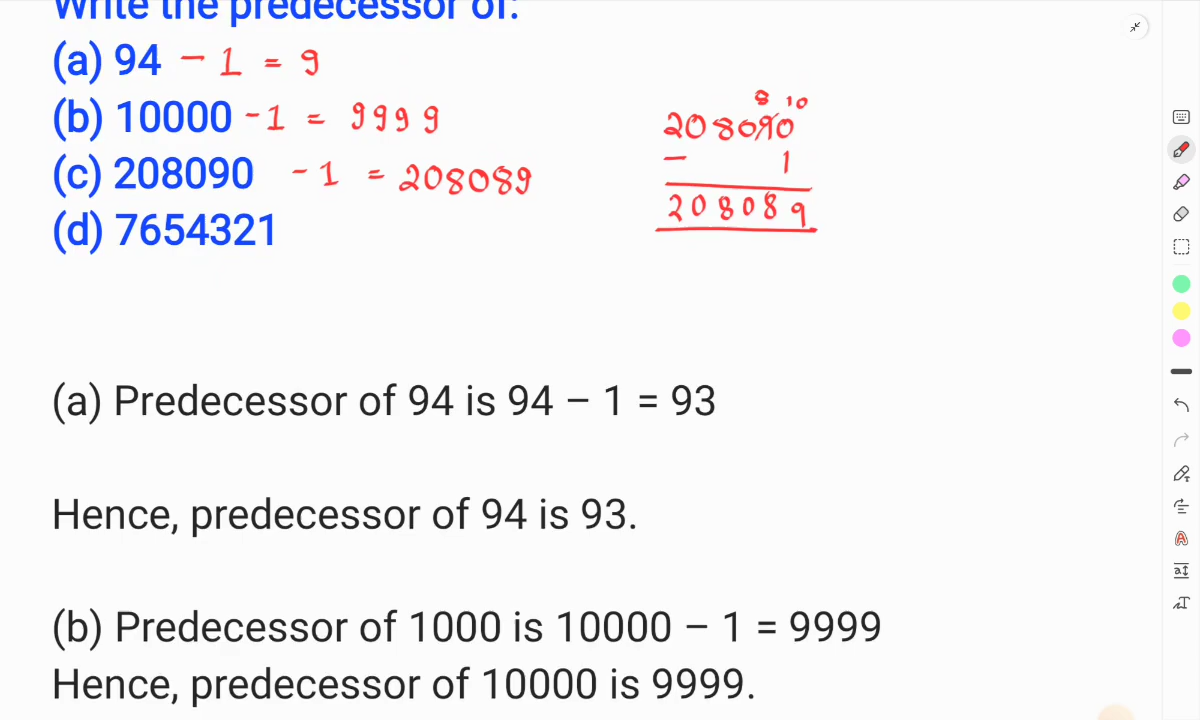 Write the predecessor of:
(a) 94 - 1 = 9
(b) 10000 - 1 = 9999
(c) 208090 - 1 = 208089
(d) 7654321
8 10
208090
- 1
208089
(a) Predecessor of 94 is 94 – 1 = 93
Hence, predecessor of 94 is 93.
(b) Predecessor of 1000 is 10000 – 1 = 9999
Hence, predecessor of 10000 is 9999.